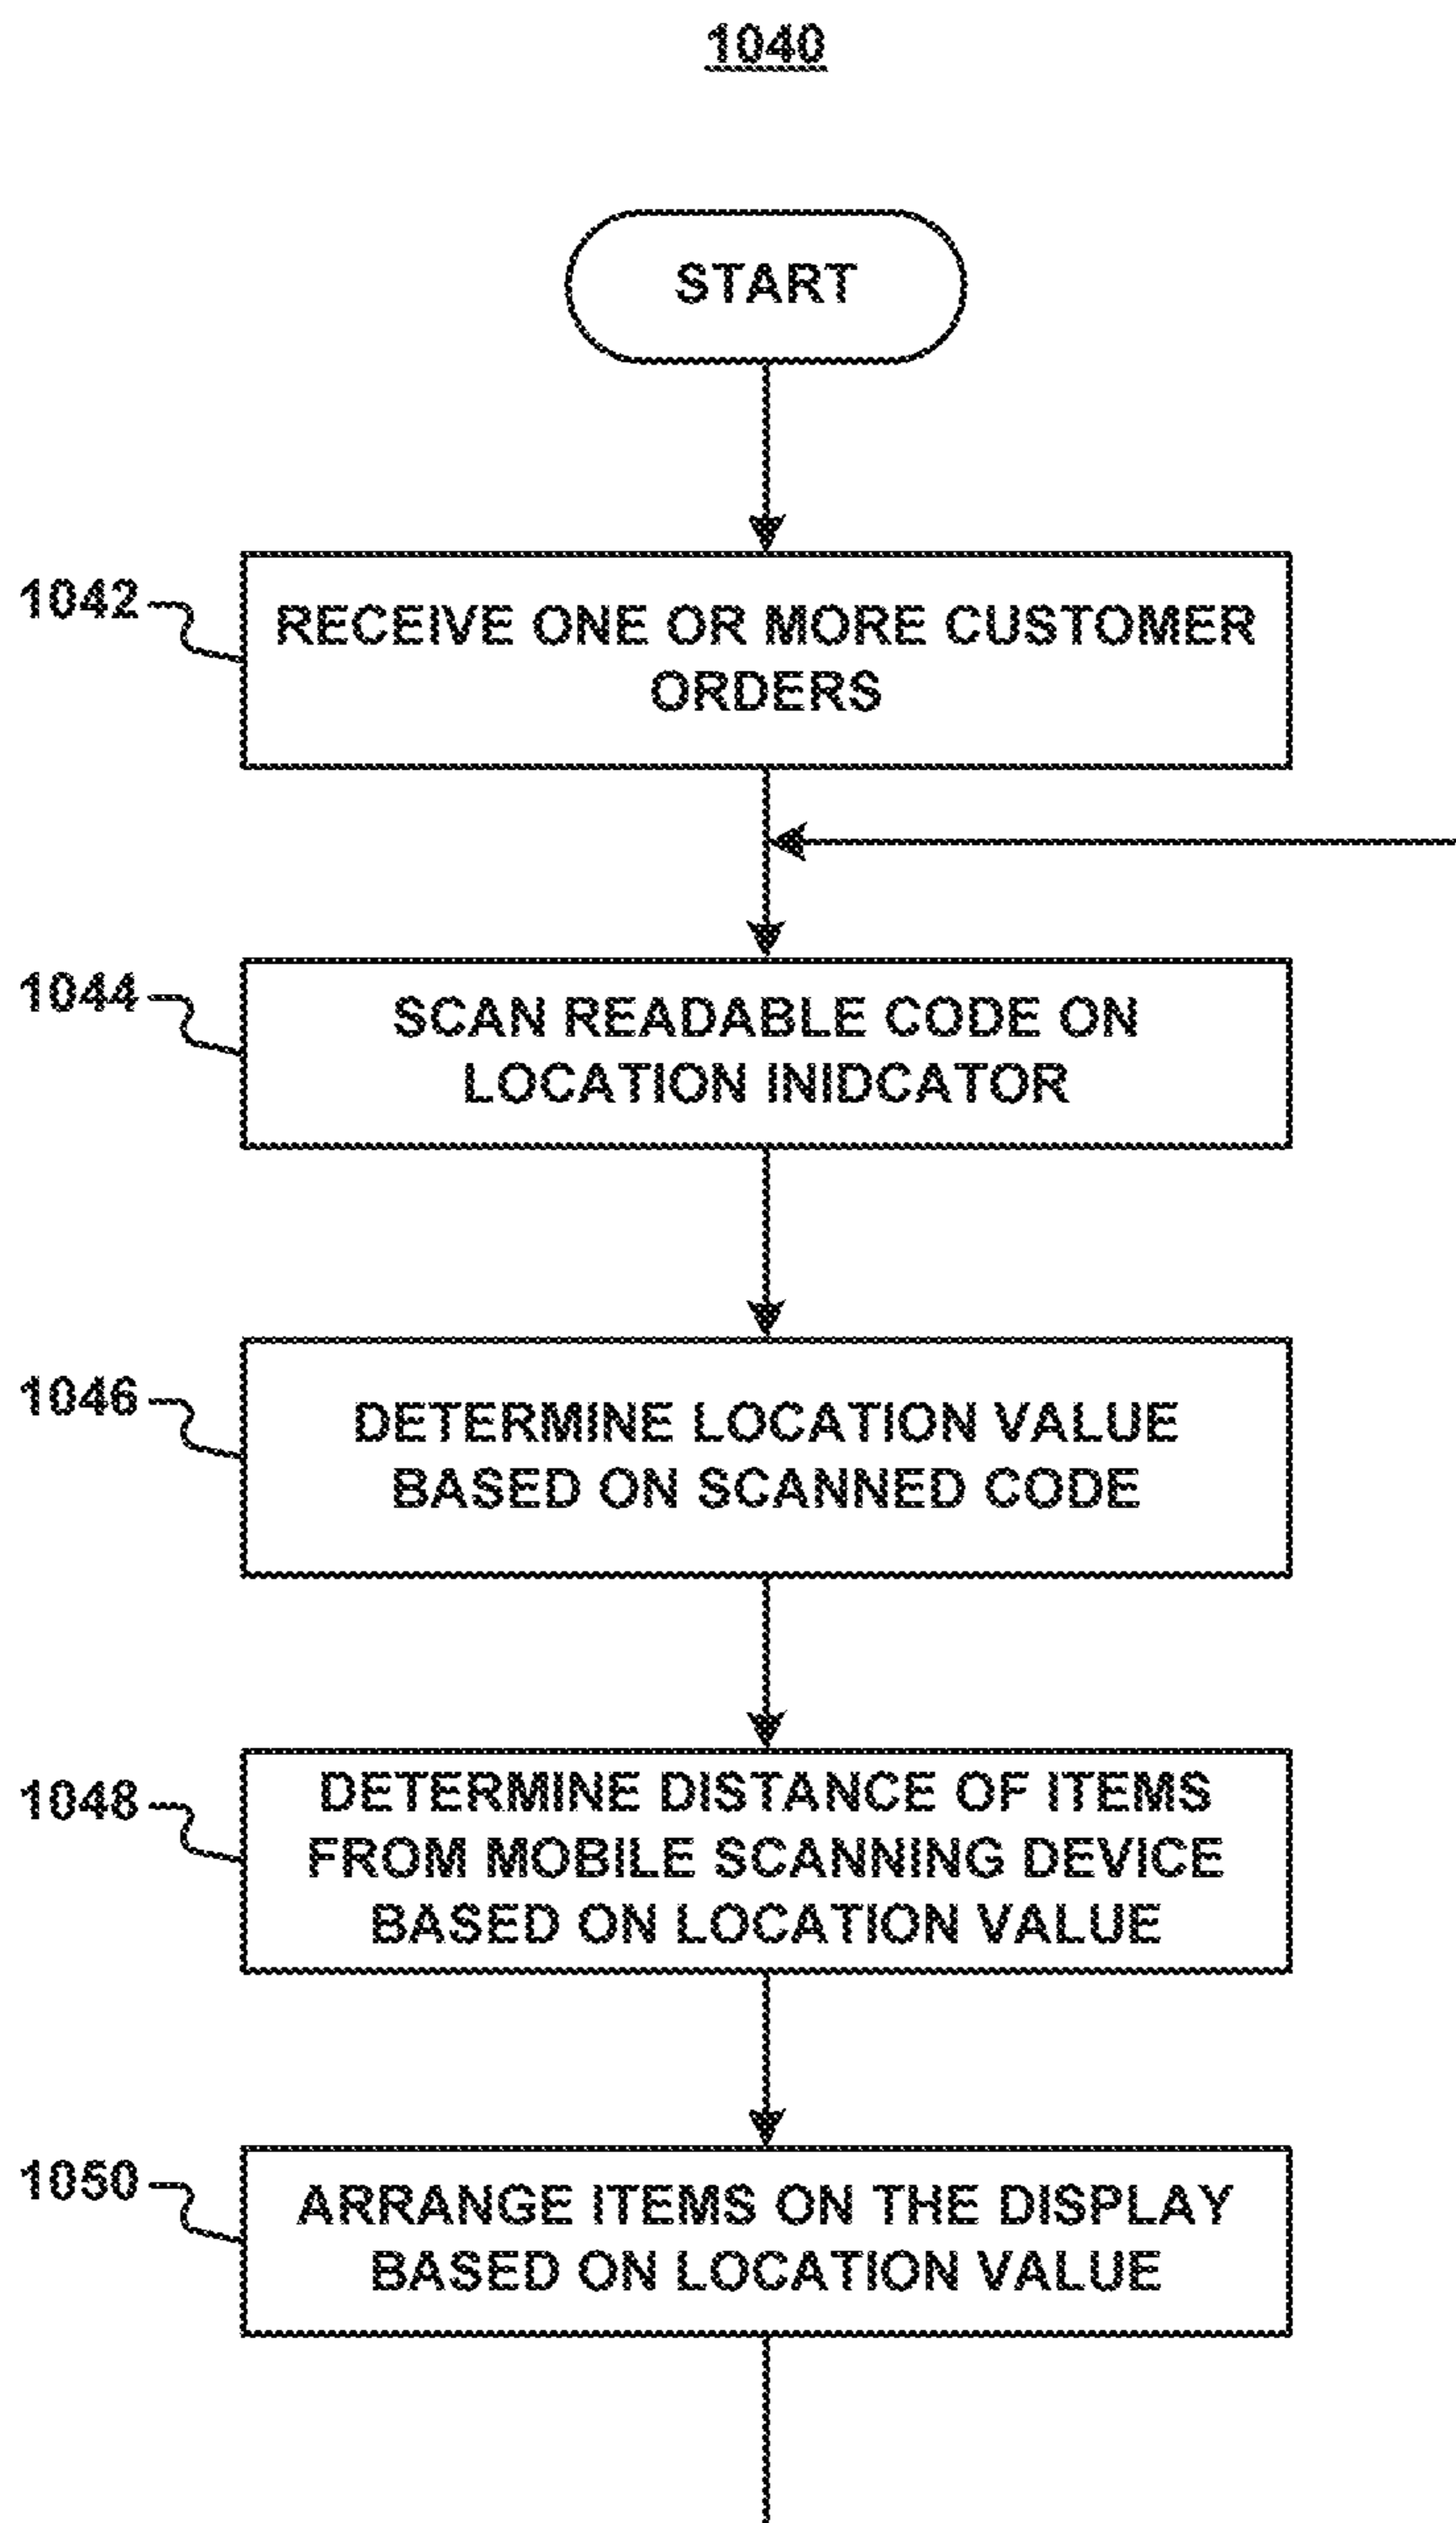 1040
START
1042
RECEIVE ONE OR MORE CUSTOMER
ORDERS
1044
SCAN READABLE CODE ON
LOCATION INIDCATOR
1046
DETERMINE LOCATION VALUE
BASED ON SCANNED CODE
1048
DETERMINE DISTANCE OF ITEMS
FROM MOBILE SCANNING DEVICE
BASED ON LOCATION VALUE
1050
ARRANGE ITEMS ON THE DISPLAY
BASED ON LOCATION VALUE